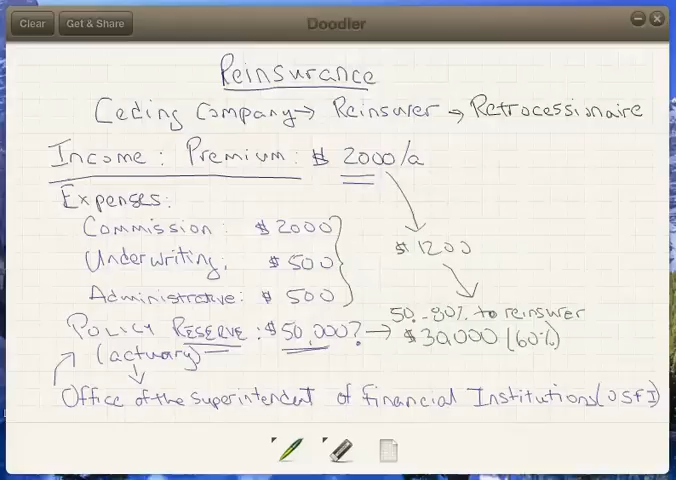 Clear Get & Share Doodler
Reinsurance
Ceding Company → Reinsurer → Retrocessionaire
Income: Premium: $ 2000/a
Expenses:
Commission: $ 2000
$ 1200
Underwriting: $ 500
Administrative: $ 500
50-80% to reinsurer
Policy Reserve: $50,000? → $30,000 (60%)
(actuary)
Office of the superintendent of Financial Institutions (OSFI)